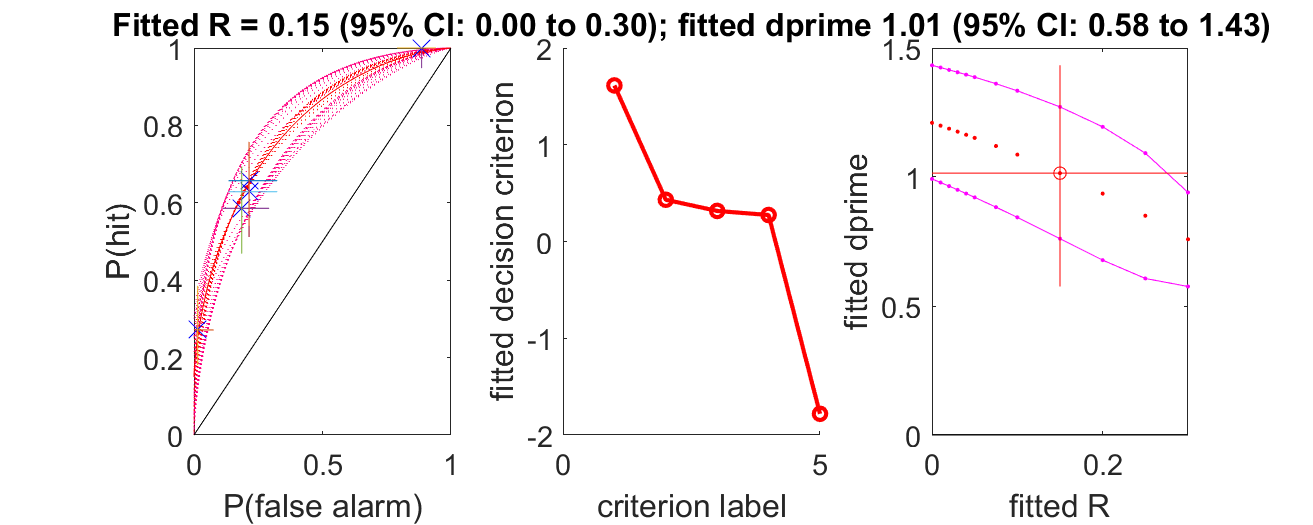 Fitted R = 0.15 (95% CI: 0.00 to 0.30); fitted dprime 1.01 (95% CI: 0.58 to 1.43)
P(hit)
1
0.8
0.6
0.4
0.2
0
0 0.5 1
P(false alarm)
fitted decision criterion
2
1
0
-1
-2
0 5
criterion label
fitted dprime
1.5
1
0.5
0
0 0.2
fitted R